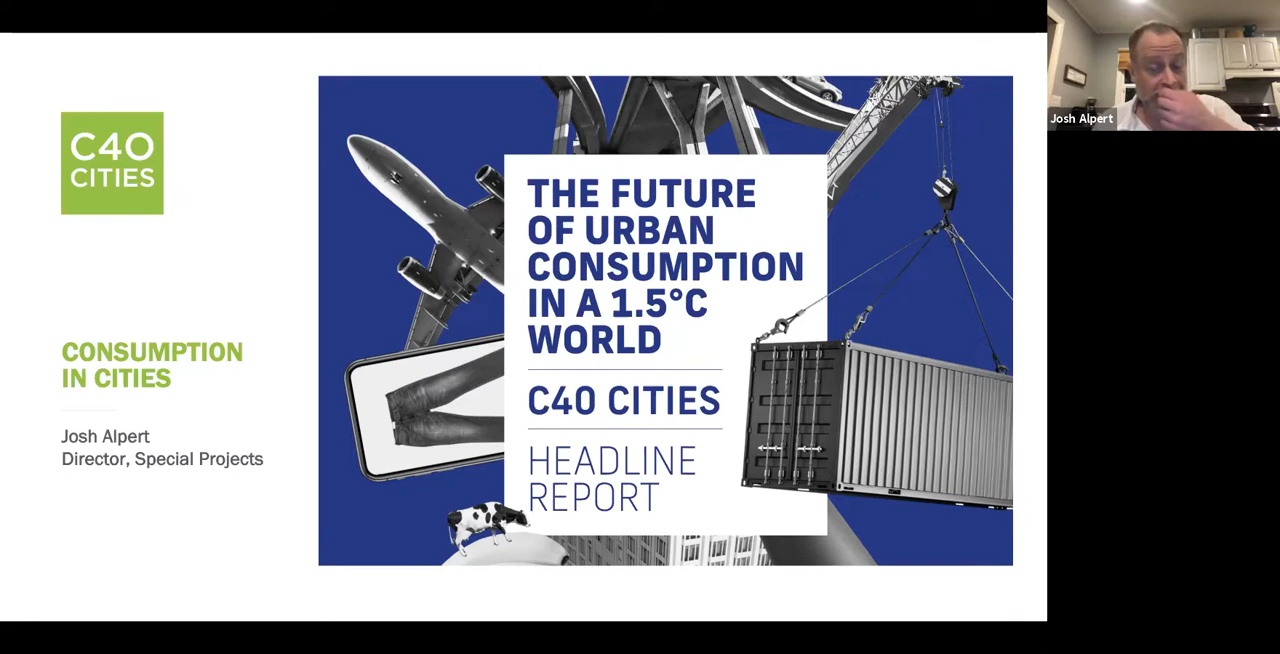 C40
CITIES
CONSUMPTION
IN CITIES
Josh Alpert
Director, Special Projects
THE FUTURE
OF URBAN
CONSUMPTION
IN A 1.5°C
WORLD
C40 CITIES
HEADLINE
REPORT
Josh Alpert